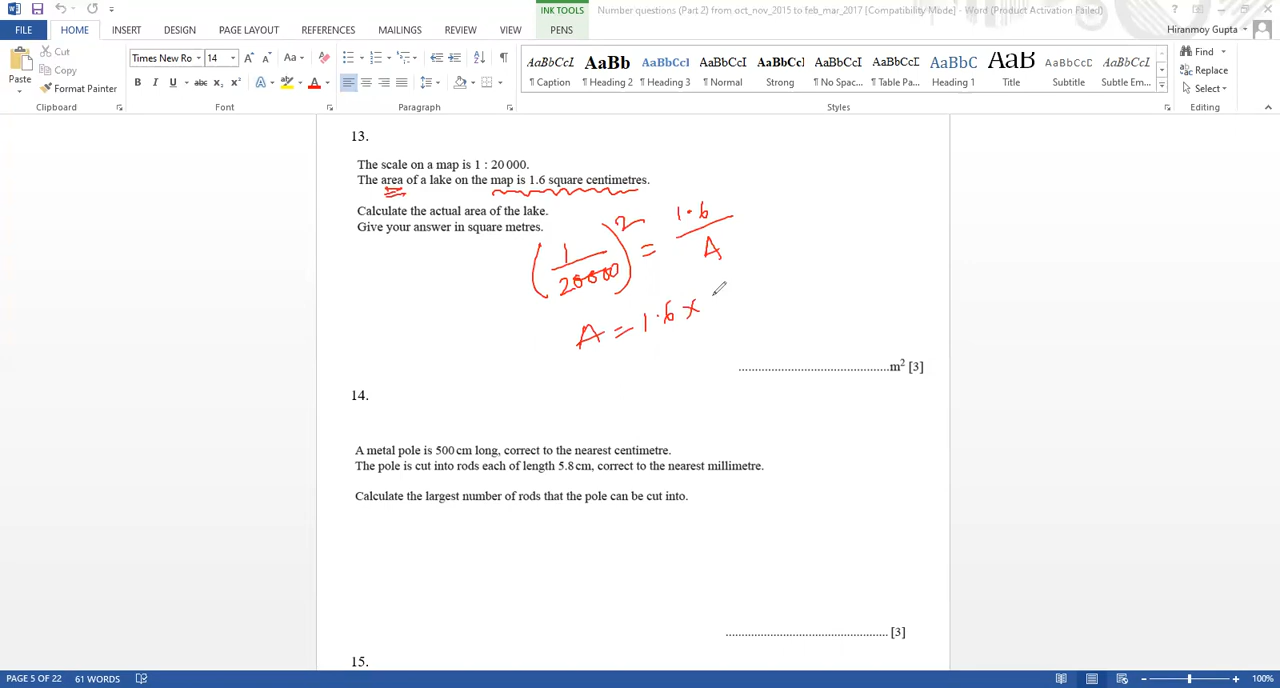 INK TOOLS
Number questions (Part 2) from oct_nov_2015 to feb_mar_2017 [Compatibility Mode] - Word (Product Activation Failed)
FILE HOME INSERT DESIGN PAGE LAYOUT REFERENCES MAILINGS REVIEW VIEW PENS Hiranmoy Gupta
Paste
Cut
Copy
Format Painter
Clipboard
Times New Ro 14 Aa
B I U abc x₂ x² A A
Font
Paragraph
AaBbCcI AaBb AaBbCcI AaBbCcI AaBbCc AaBbCcI AaBbC AaB AaBbCcD AaBbCcI
¶ Caption ¶ Heading 2 ¶ Heading 3 ¶ Normal Strong ¶ No Spac... ¶ Table Pa... Heading 1 Title Subtitle Subtle Em...
Styles
Find
Replace
Select
Editing
13.
The scale on a map is 1 : 20 000.
The area of a lake on the map is 1.6 square centimetres.
Calculate the actual area of the lake.
Give your answer in square metres.
(1/20000)² = 1.6/A
A = 1.6 x
............................................m² [3]
14.
A metal pole is 500 cm long, correct to the nearest centimetre.
The pole is cut into rods each of length 5.8 cm, correct to the nearest millimetre.
Calculate the largest number of rods that the pole can be cut into.
................................................ [3]
15.
PAGE 5 OF 22 61 WORDS 100%